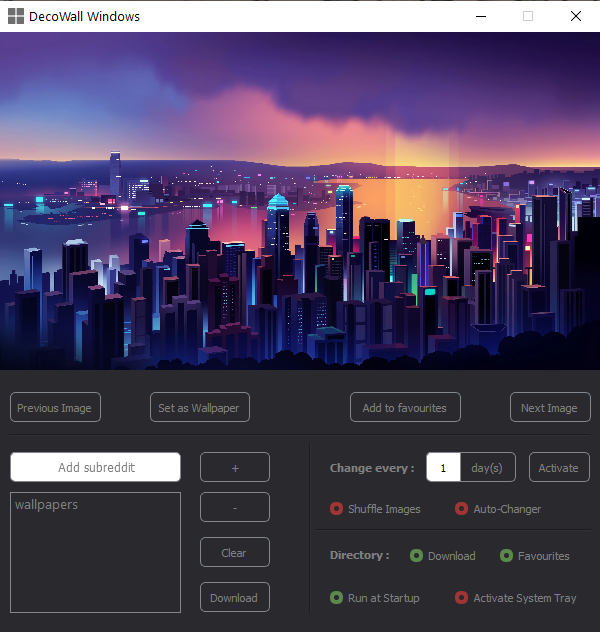 DecoWall Windows
Previous Image Set as Wallpaper Add to favourites Next Image
Add subreddit + Change every : 1 day(s) Activate
wallpapers - Shuffle Images Auto-Changer
Clear Directory : Download Favourites
Download Run at Startup Activate System Tray